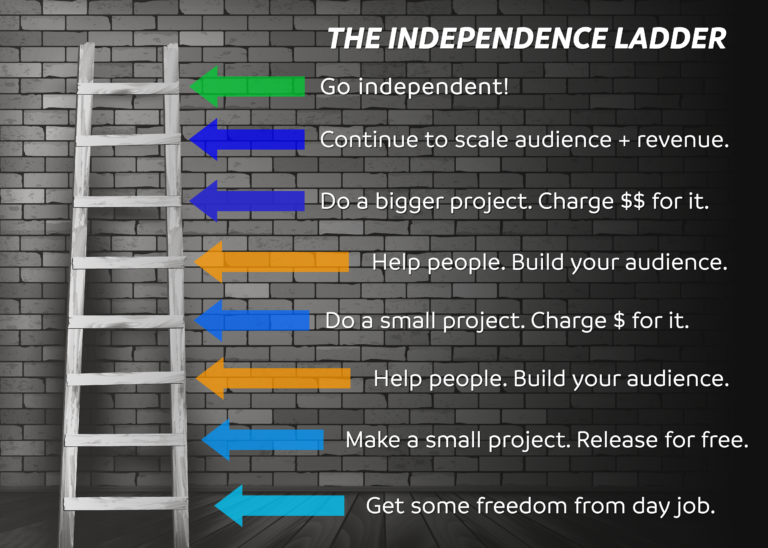 THE INDEPENDENCE LADDER
Go independent!
Continue to scale audience + revenue.
Do a bigger project. Charge $$ for it.
Help people. Build your audience.
Do a small project. Charge $ for it.
Help people. Build your audience.
Make a small project. Release for free.
Get some freedom from day job.